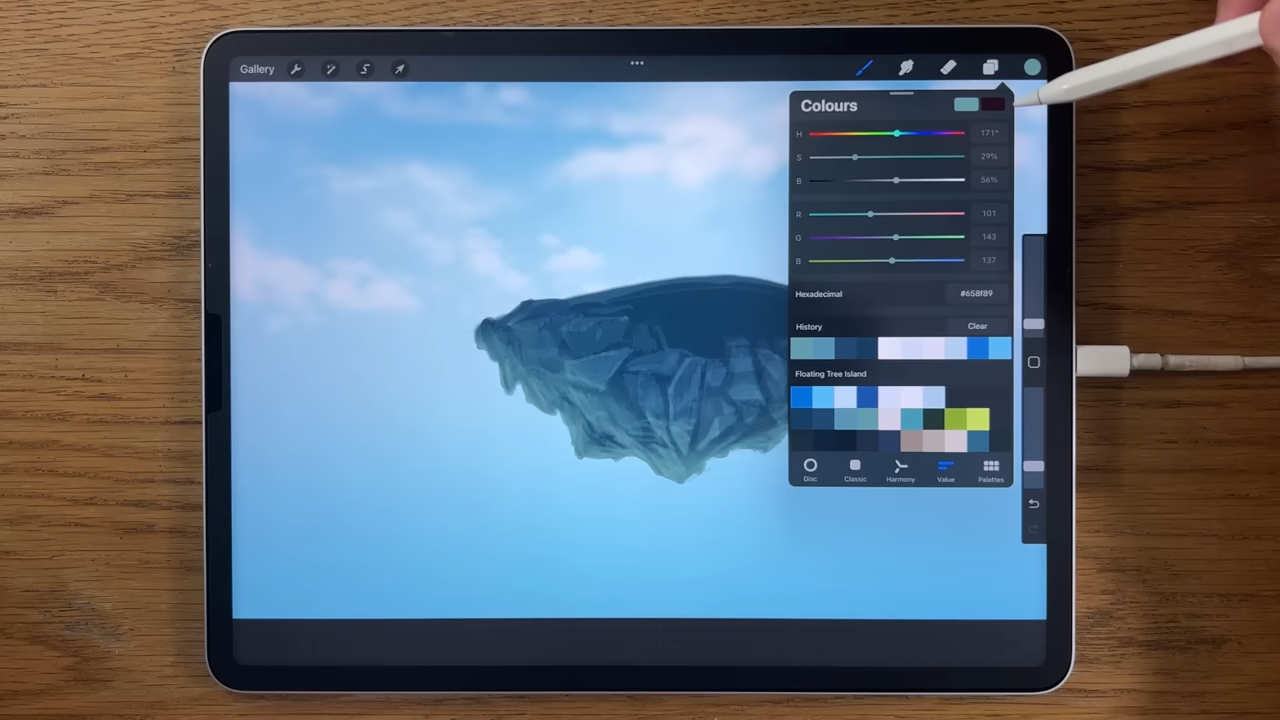 Gallery
Colours
H 171°
S 29%
B 56%
R 101
G 143
B 137
Hexadecimal #658f89
History Clear
Floating Tree Island
Disc Classic Harmony Value Palettes